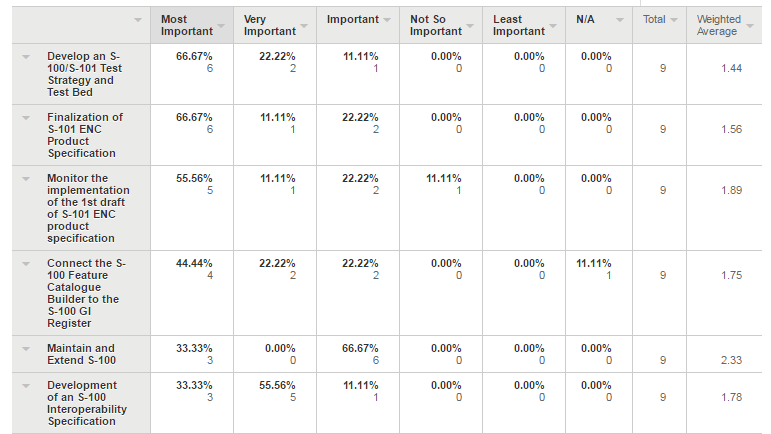 Most Important Very Important Important Not So Important Least Important N/A Total Weighted Average
Develop an S-100/S-101 Test Strategy and Test Bed 66.67% 6 22.22% 2 11.11% 1 0.00% 0 0.00% 0 0.00% 0 9 1.44
Finalization of S-101 ENC Product Specification 66.67% 6 11.11% 1 22.22% 2 0.00% 0 0.00% 0 0.00% 0 9 1.56
Monitor the implementation of the 1st draft of S-101 ENC product specification 55.56% 5 11.11% 1 22.22% 2 11.11% 1 0.00% 0 0.00% 0 9 1.89
Connect the S-100 Feature Catalogue Builder to the S-100 GI Register 44.44% 4 22.22% 2 22.22% 2 0.00% 0 0.00% 0 11.11% 1 9 1.75
Maintain and Extend S-100 33.33% 3 0.00% 0 66.67% 6 0.00% 0 0.00% 0 0.00% 0 9 2.33
Development of an S-100 Interoperability Specification 33.33% 3 55.56% 5 11.11% 1 0.00% 0 0.00% 0 0.00% 0 9 1.78